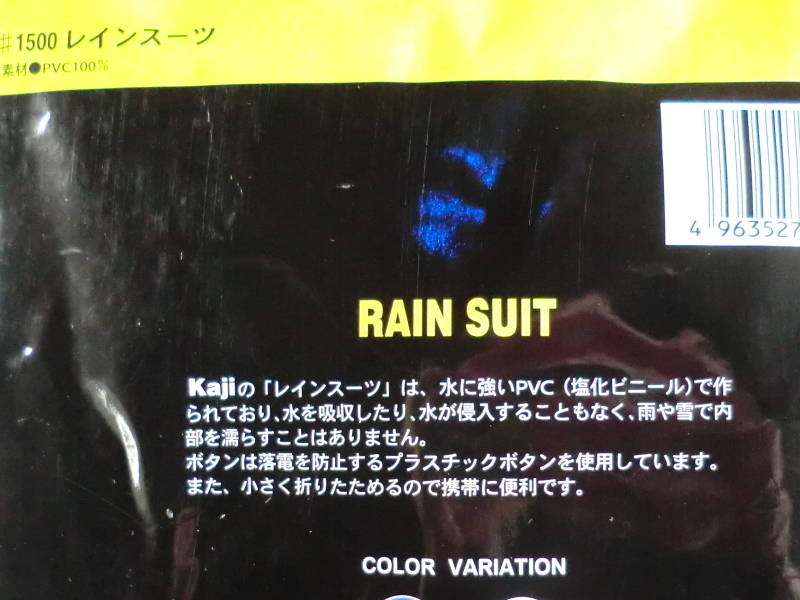 #1500 レインスーツ
素材●PVC100%
4 963527
RAIN SUIT
Kajiの「レインスーツ」は、水に強いPVC（塩化ビニール）で作
られており、水を吸収したり、水が侵入することもなく、雨や雪で内
部を濡らすことはありません。
ボタンは落電を防止するプラスチックボタンを使用しています。
また、小さく折りたためるので携帯に便利です。
COLOR VARIATION